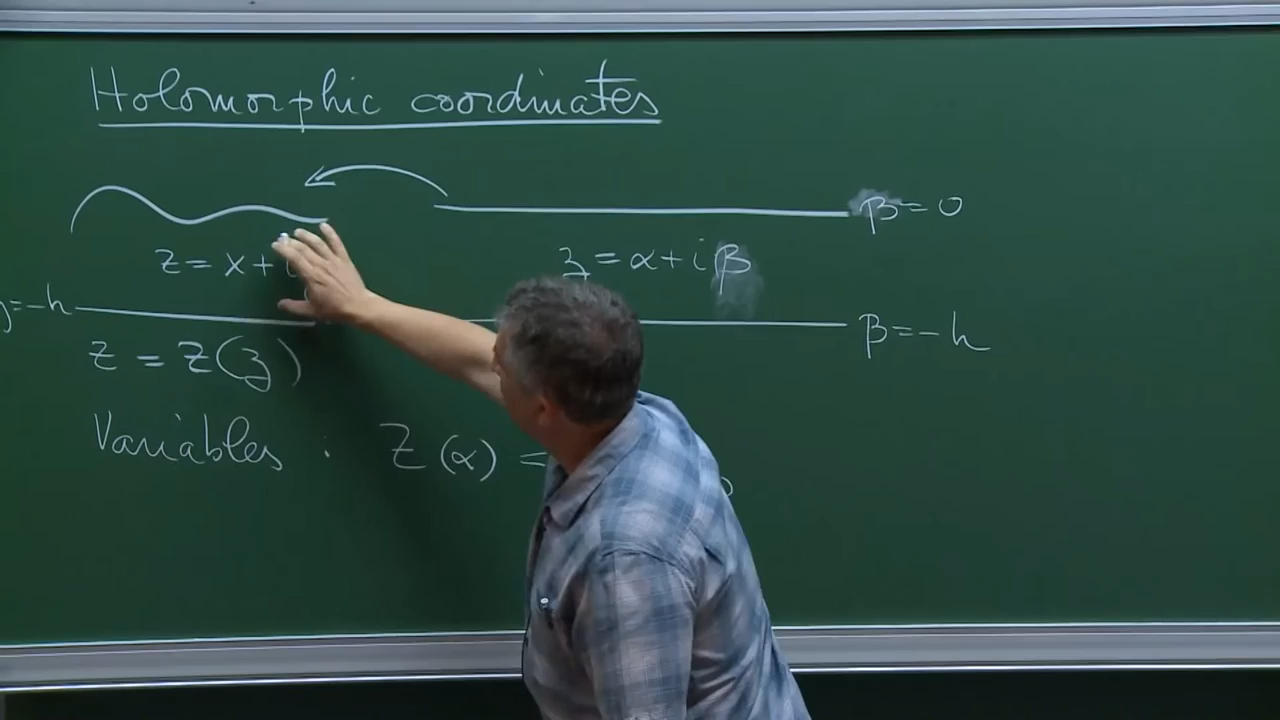 Holomorphic coordinates
β=0
z = x + i
ʒ = α + iβ
y=-h
β=-h
z = z(ʒ)
Variables : Z(α) =